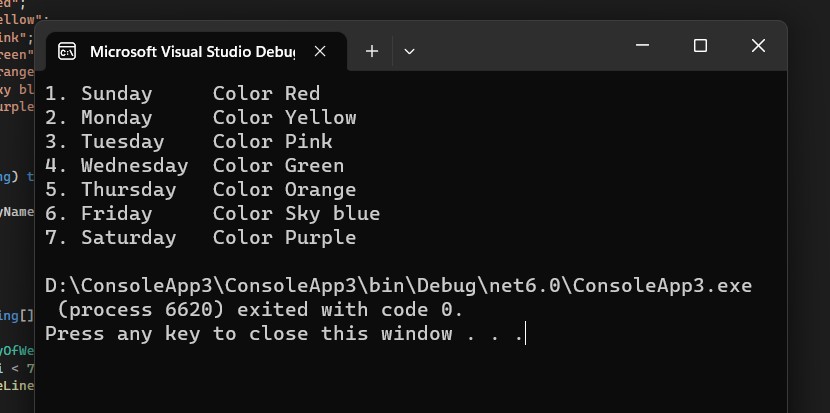 ed";
ellow";
ink";
reen"
range
ky bl
urple
ng) t
yName
ing[]
yOfWe
i < 7
eLine
Microsoft Visual Studio Debug
1. Sunday     Color Red
2. Monday     Color Yellow
3. Tuesday    Color Pink
4. Wednesday  Color Green
5. Thursday   Color Orange
6. Friday     Color Sky blue
7. Saturday   Color Purple
D:\ConsoleApp3\ConsoleApp3\bin\Debug\net6.0\ConsoleApp3.exe
 (process 6620) exited with code 0.
Press any key to close this window . . .